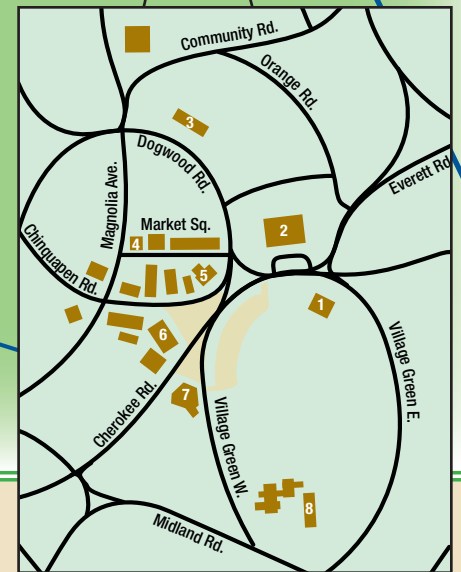 Community Rd.
Orange Rd.
3
Dogwood Rd.
Everett Rd
Magnolia Ave.
Market Sq.
2
4
Chinquapen Rd.
5
1
6
Village Green E.
7
Cherokee Rd.
Village Green W.
8
Midland Rd.